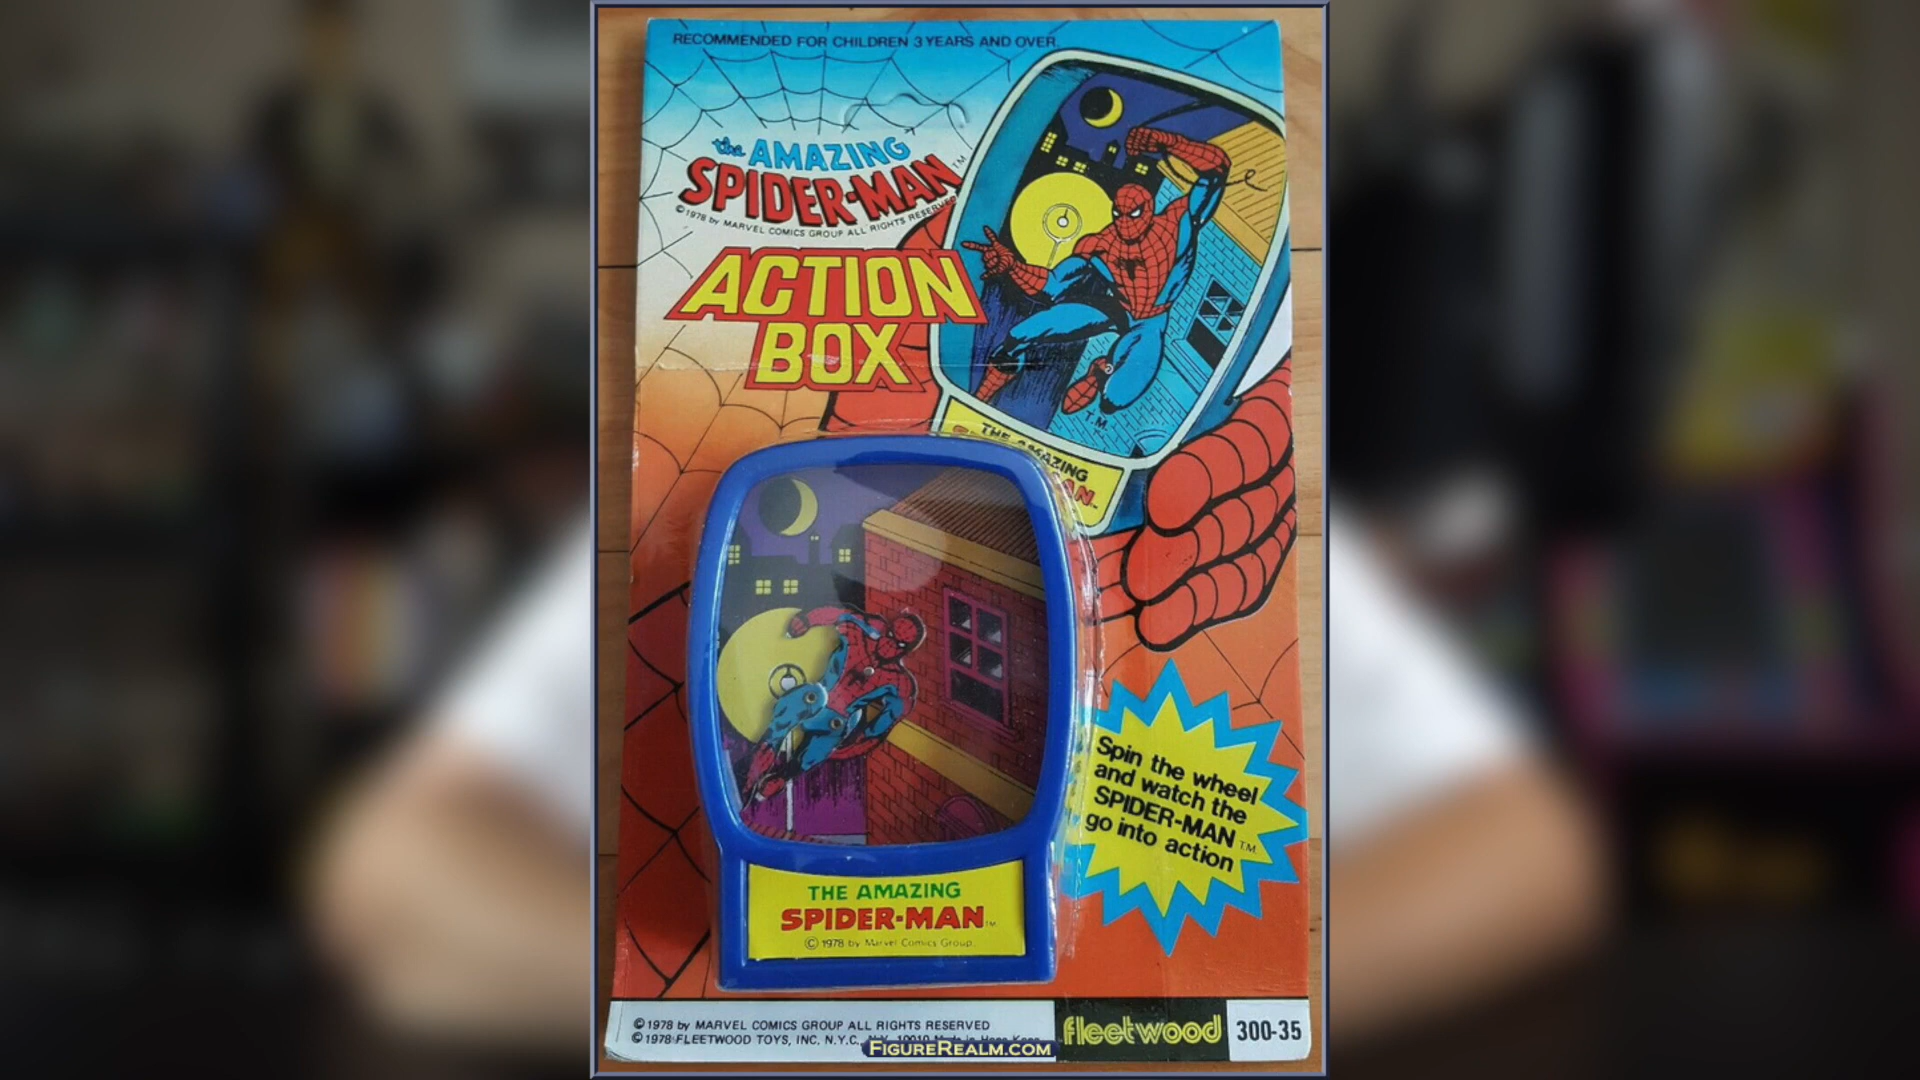 RECOMMENDED FOR CHILDREN 3 YEARS AND OVER.
the AMAZING
SPIDER-MAN TM
© 1978 by MARVEL COMICS GROUP ALL RIGHTS RESERVED
ACTION
BOX
T.M.
THE AMAZING
Spin the wheel
and watch the
SPIDER-MAN T.M.
go into action
THE AMAZING
SPIDER-MAN TM
© 1978 by Marvel Comics Group.
© 1978 by MARVEL COMICS GROUP ALL RIGHTS RESERVED
© 1978 FLEETWOOD TOYS, INC. N.Y.C.,
fleetwood
300-35
FIGUREREALM.COM